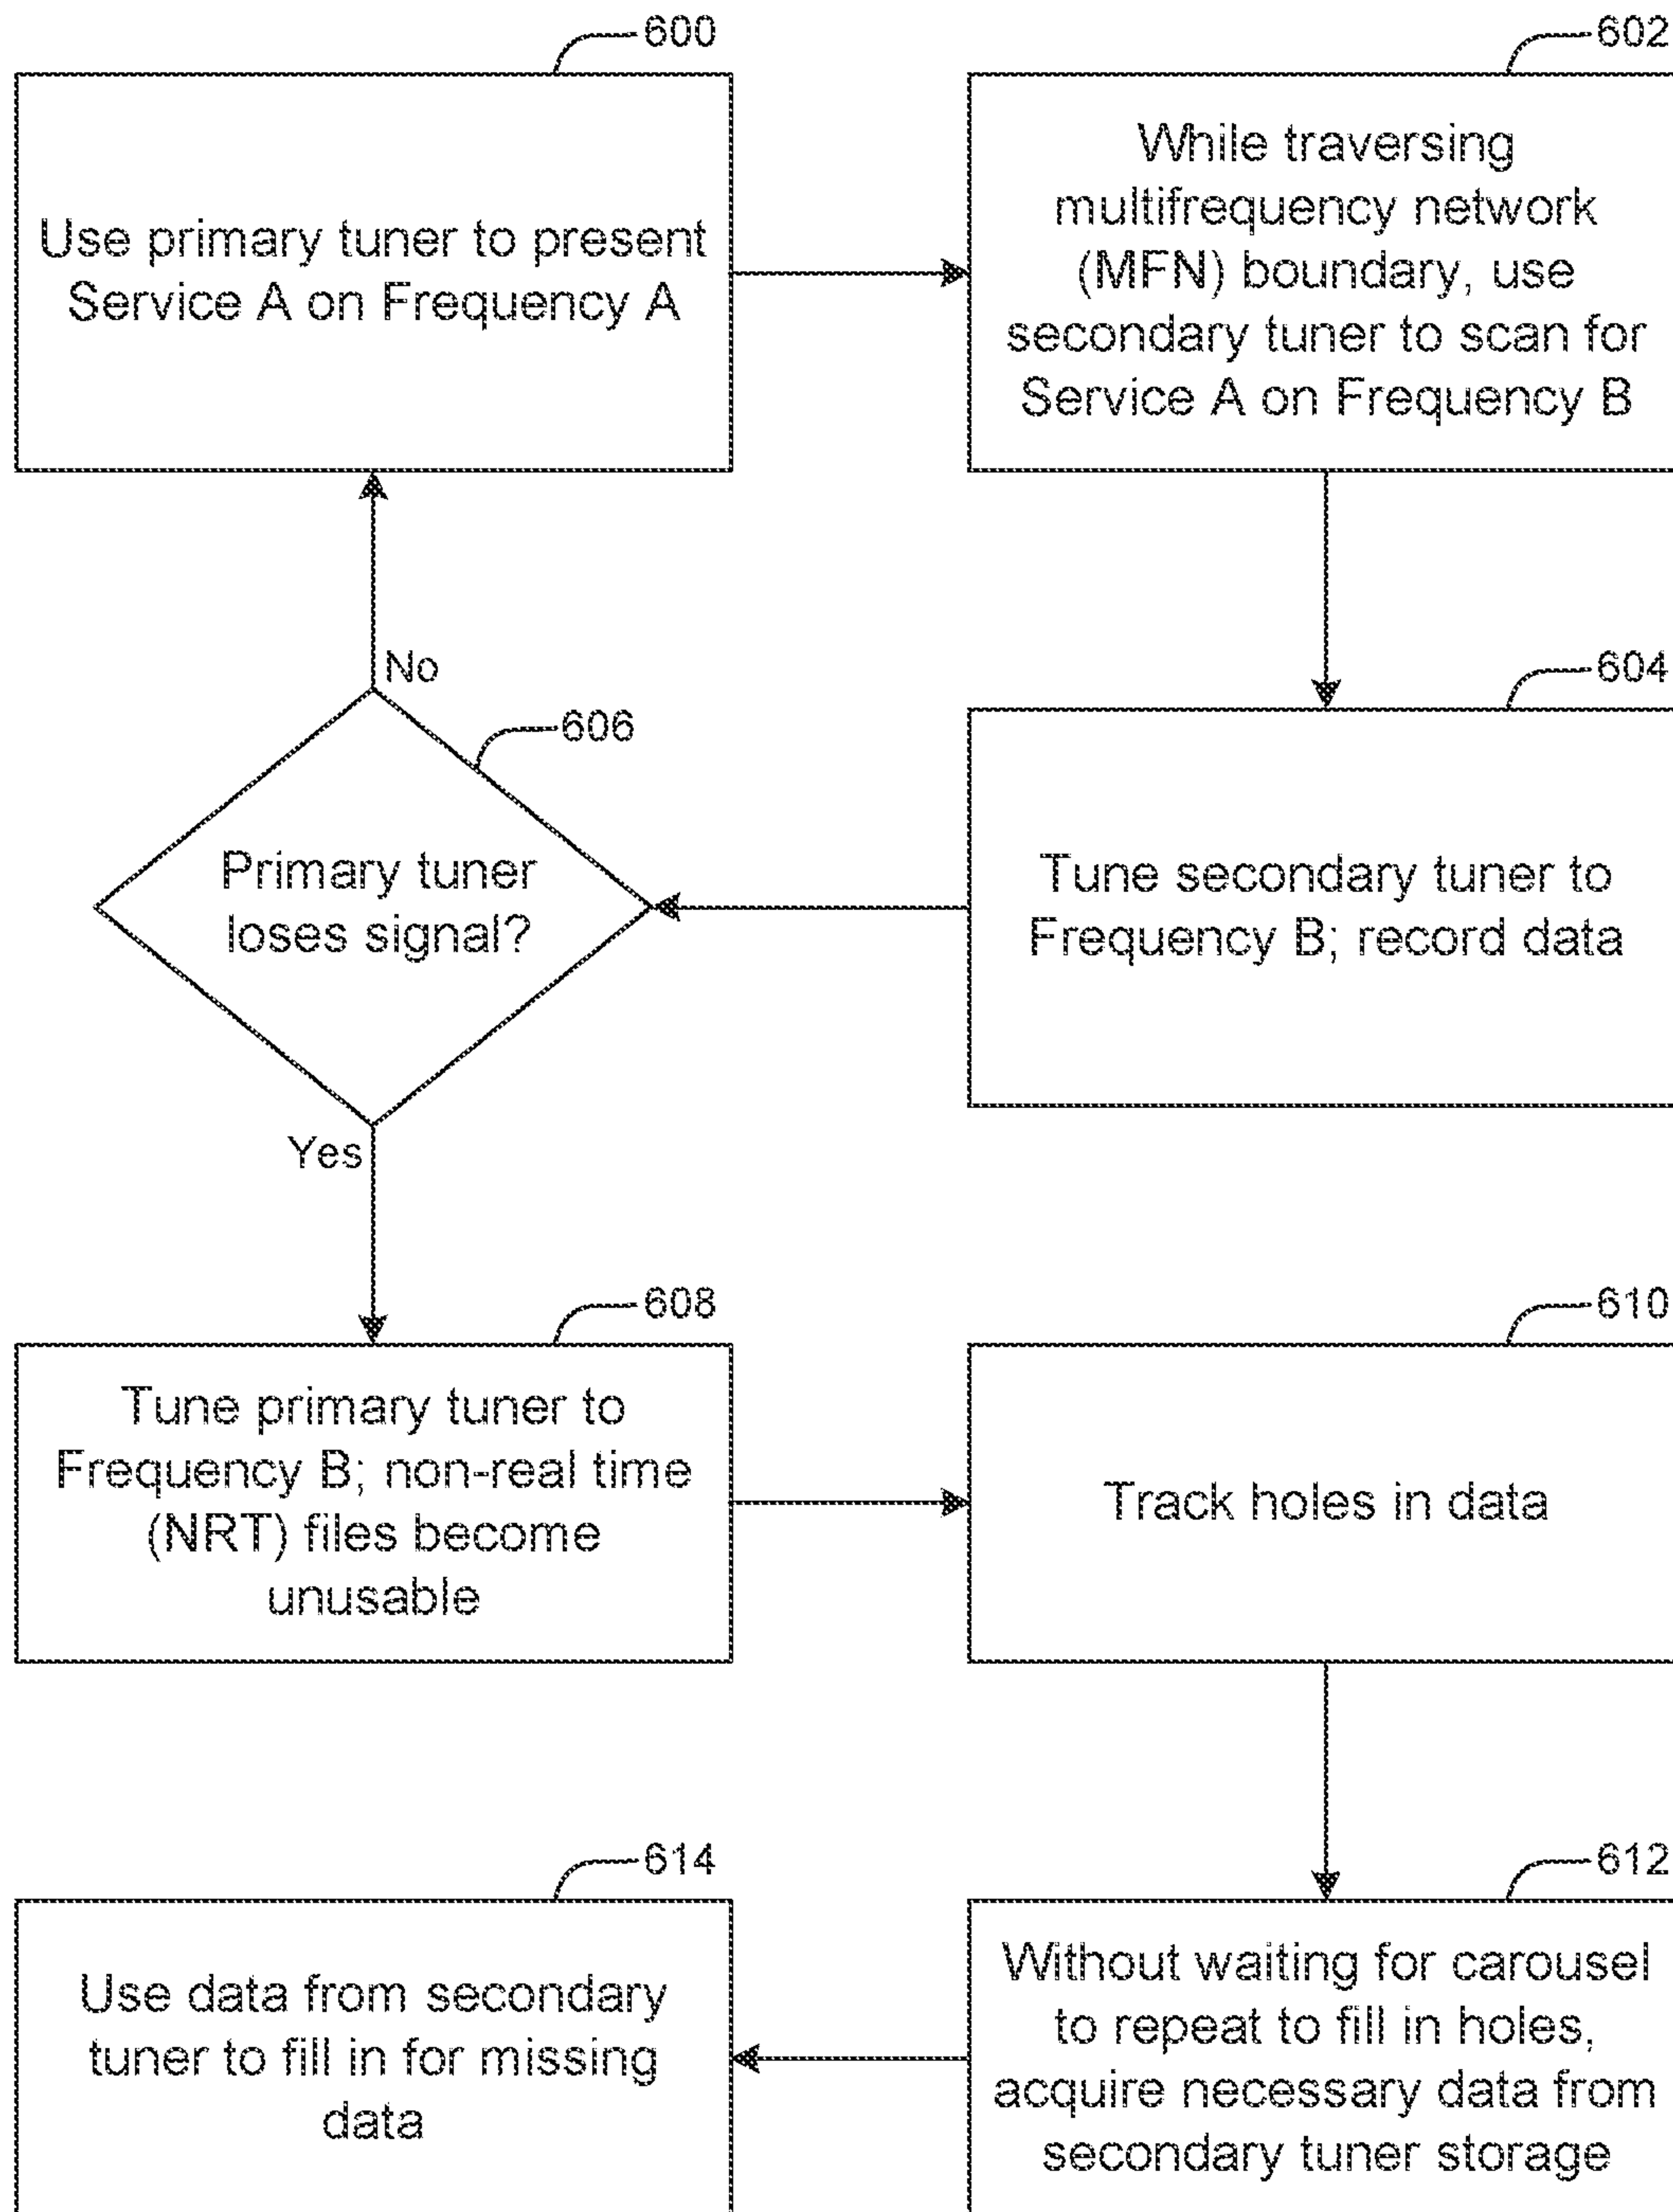 600
Use primary tuner to present
Service A on Frequency A
602
While traversing
multifrequency network
(MFN) boundary, use
secondary tuner to scan for
Service A on Frequency B
604
Tune secondary tuner to
Frequency B; record data
606
Primary tuner
loses signal?
No
Yes
608
Tune primary tuner to
Frequency B; non-real time
(NRT) files become
unusable
610
Track holes in data
612
Without waiting for carousel
to repeat to fill in holes,
acquire necessary data from
secondary tuner storage
614
Use data from secondary
tuner to fill in for missing
data